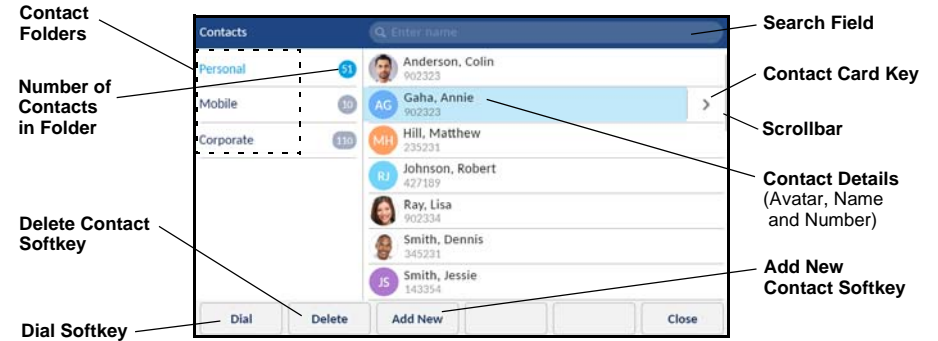 Contact
Folders
Number of
Contacts
in Folder
Delete Contact
Softkey
Dial Softkey
Contacts
Enter name
Personal
51
Mobile
10
Corporate
110
Anderson, Colin
902323
AG
Gaha, Annie
902323
MH
Hill, Matthew
235231
RJ
Johnson, Robert
427189
Ray, Lisa
902334
Smith, Dennis
345231
JS
Smith, Jessie
143354
Dial
Delete
Add New
Close
Search Field
Contact Card Key
Scrollbar
Contact Details
(Avatar, Name
and Number)
Add New
Contact Softkey